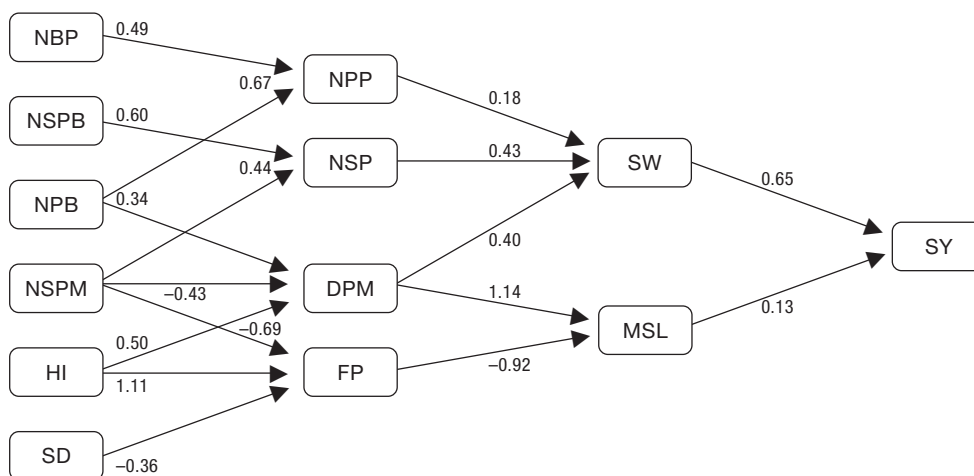 NBP
0.49
NPP
0.67
0.18
NSPB
0.60
NSP
0.43
SW
0.44
0.65
NPB
0.34
SY
0.40
NSPM
–0.43
DPM
1.14
0.13
MSL
–0.69
0.50
HI
1.11
FP
–0.92
SD
–0.36